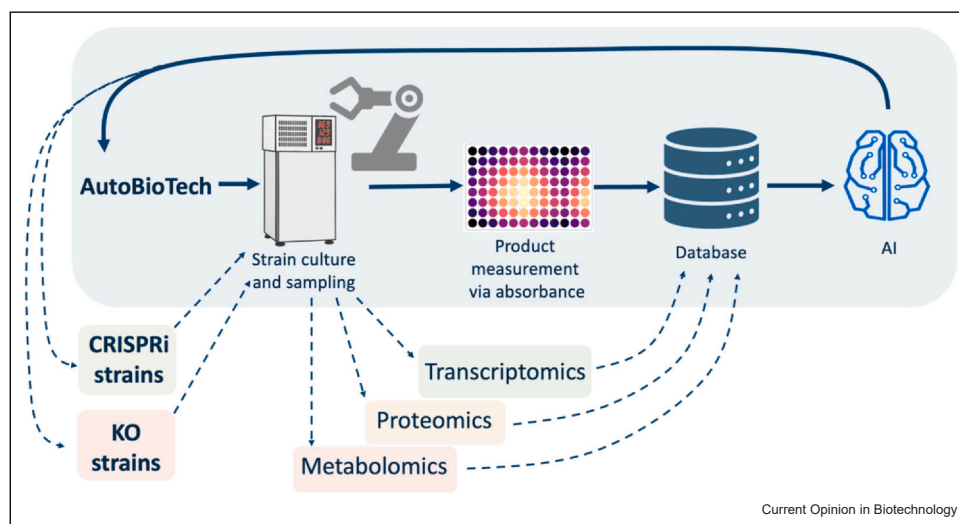 AutoBioTech
Strain culture
and sampling
Product
measurement
via absorbance
Database
AI
CRISPRi
strains
KO
strains
Transcriptomics
Proteomics
Metabolomics
Current Opinion in Biotechnology